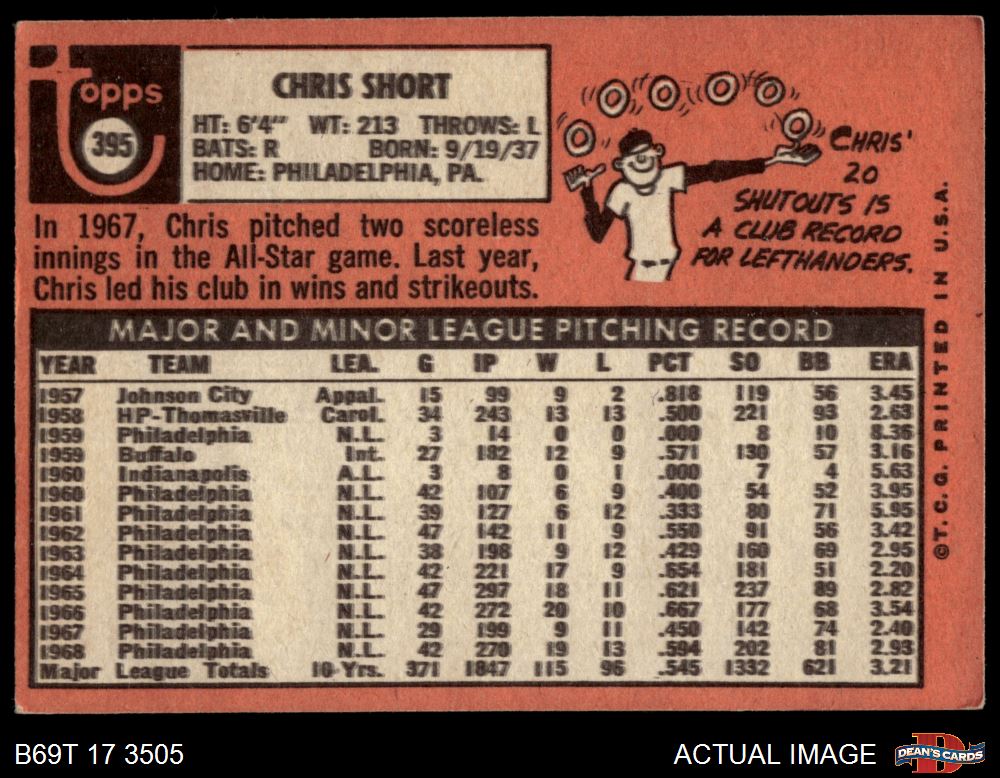 Topps
395
CHRIS SHORT
HT: 6'4" WT: 213 THROWS: L
BATS: R BORN: 9/19/37
HOME: PHILADELPHIA, PA.
In 1967, Chris pitched two scoreless
innings in the All-Star game. Last year,
Chris led his club in wins and strikeouts.
CHRIS'
20
SHUTOUTS IS
A CLUB RECORD
FOR LEFTHANDERS.
MAJOR AND MINOR LEAGUE PITCHING RECORD
YEAR TEAM LEA. G IP W L PCT SO BB ERA
1957 Johnson City Appal. 15 99 9 2 .818 119 56 3.45
1958 HP-Thomasville Carol. 34 243 13 13 .500 221 93 2.63
1959 Philadelphia N.L. 3 14 0 0 .000 8 10 8.36
1959 Buffalo Int. 27 182 12 9 .571 130 57 3.16
1960 Indianapolis A.L. 3 8 0 1 .000 7 4 5.63
1960 Philadelphia N.L. 42 107 6 9 .400 54 52 3.95
1961 Philadelphia N.L. 39 127 6 12 .333 80 71 5.95
1962 Philadelphia N.L. 47 142 11 9 .550 91 56 3.42
1963 Philadelphia N.L. 38 198 9 12 .429 160 69 2.95
1964 Philadelphia N.L. 42 221 17 9 .654 181 51 2.20
1965 Philadelphia N.L. 47 297 18 11 .621 237 89 2.82
1966 Philadelphia N.L. 42 272 20 10 .667 177 68 3.54
1967 Philadelphia N.L. 29 199 9 11 .450 142 74 2.40
1968 Philadelphia N.L. 42 270 19 13 .594 202 81 2.93
Major League Totals 10-Yrs. 371 1847 115 96 .545 1332 621 3.21
©T.C.G. PRINTED IN U.S.A.
B69T 17 3505
ACTUAL IMAGE
DEAN'S CARDS